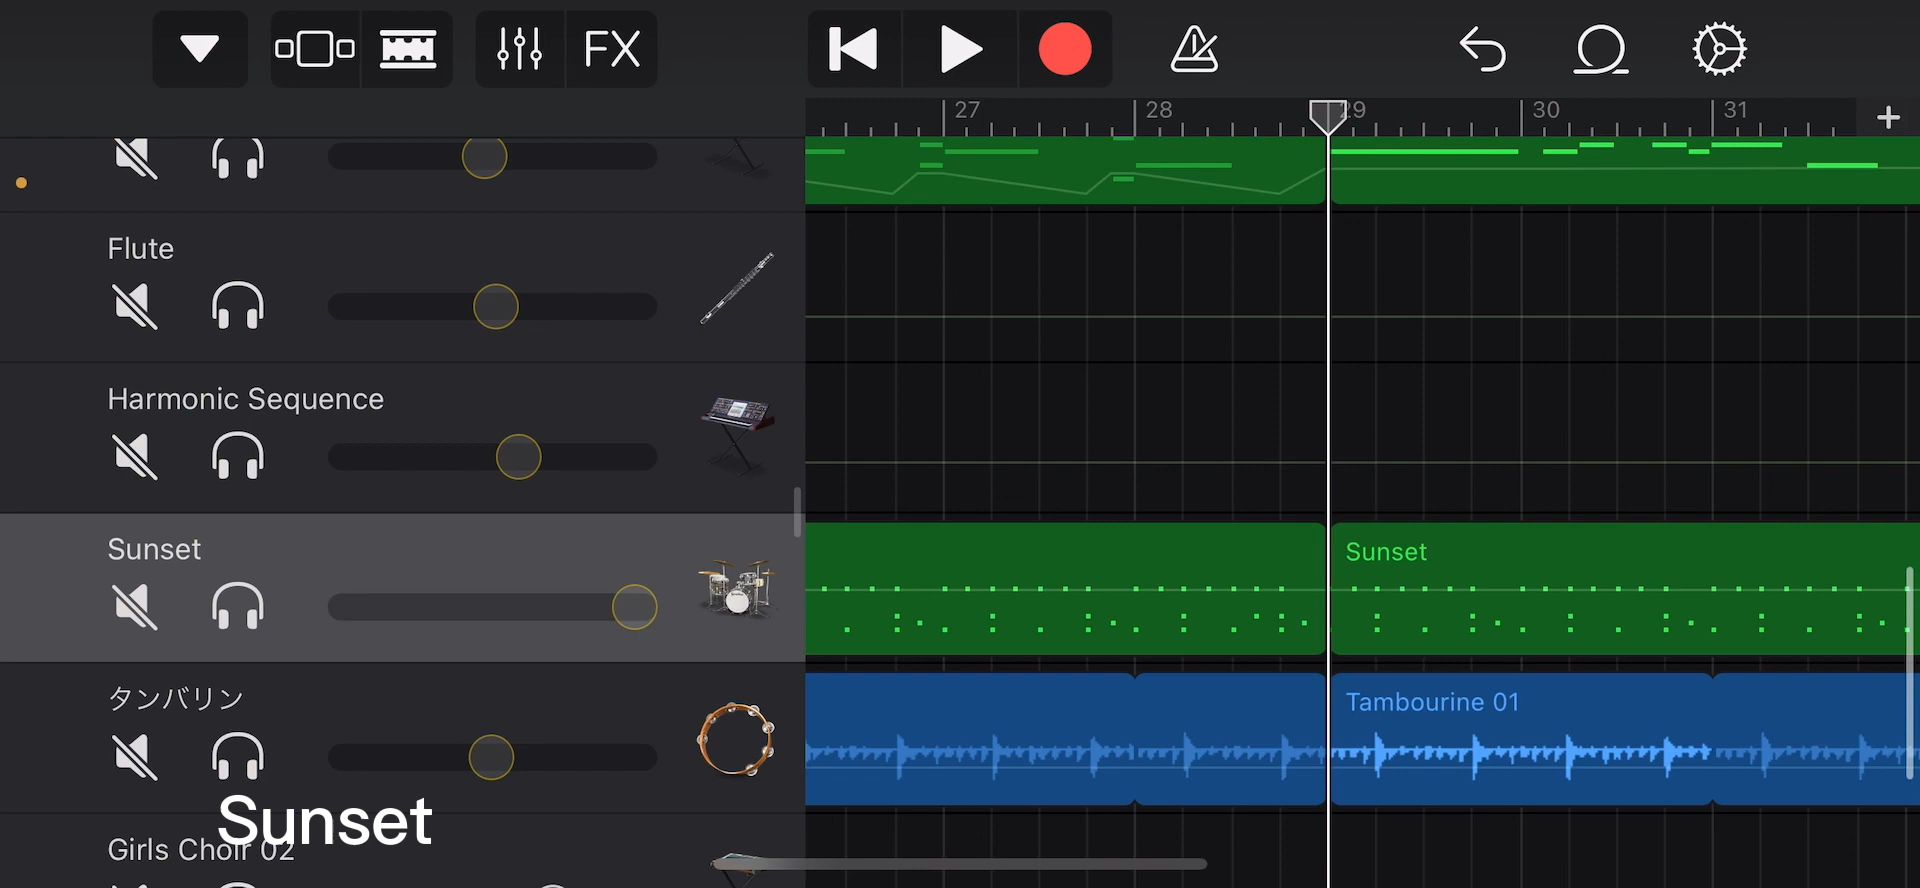 FX
27 28 29 30 31
Flute
Harmonic Sequence
Sunset
Sunset
タンバリン
Tambourine 01
Sunset
Girls Choir 02